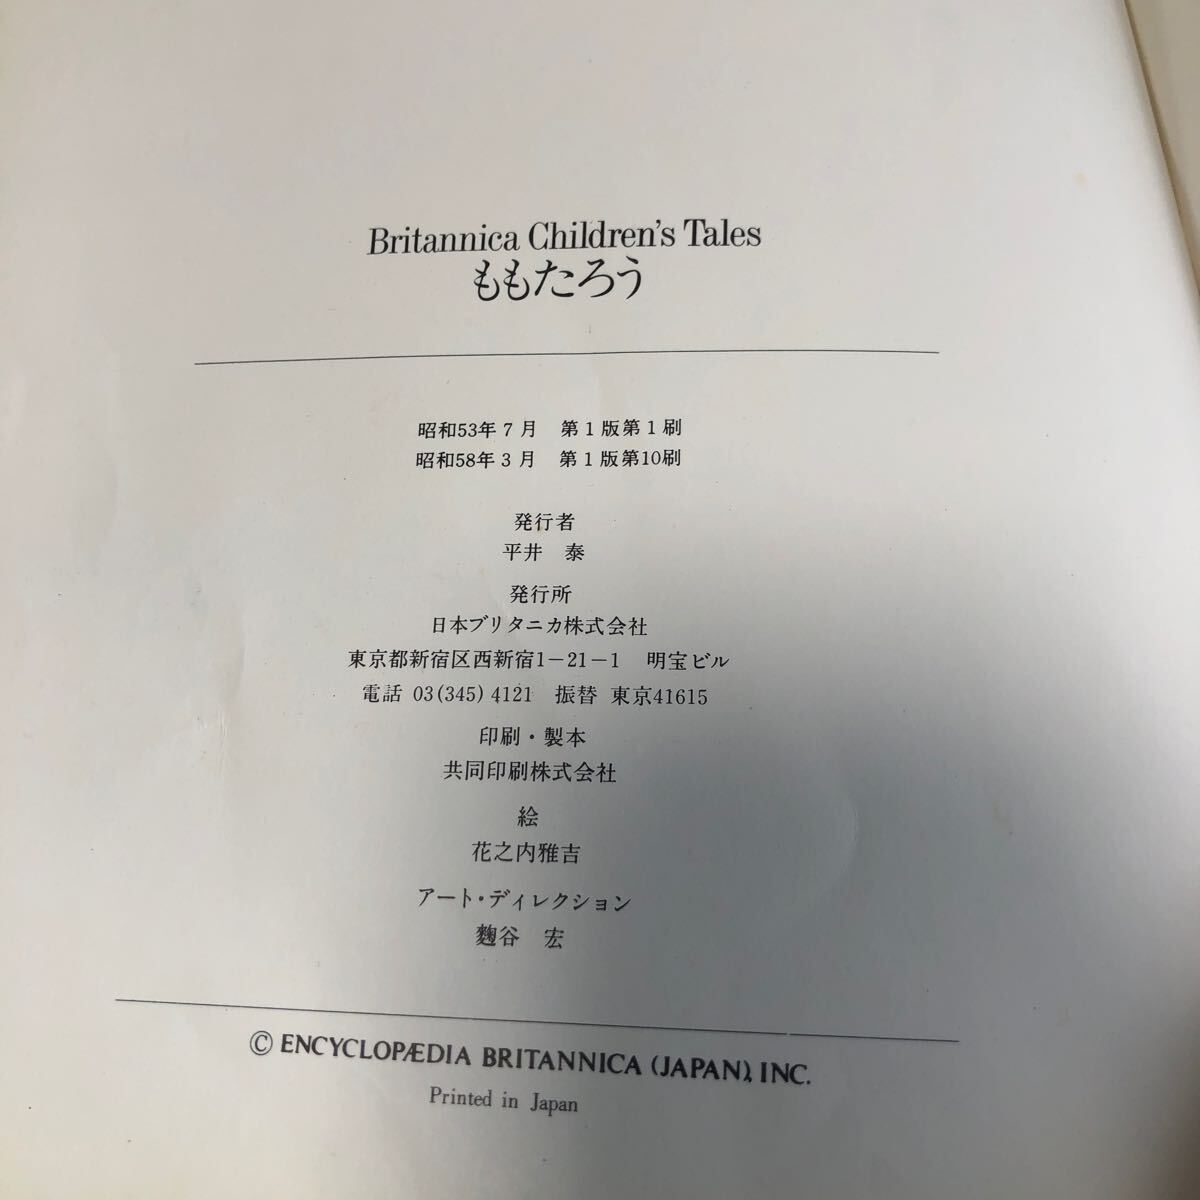 Britannica Children's Tales
ももたろう
昭和53年7月 第1版第1刷
昭和58年3月 第1版第10刷
発行者
平井 泰
発行所
日本ブリタニカ株式会社
東京都新宿区西新宿1-21-1 明宝ビル
電話 03(345)4121 振替 東京41615
印刷・製本
共同印刷株式会社
絵
花之内雅吉
アート・ディレクション
麴谷 宏
© ENCYCLOPÆDIA BRITANNICA (JAPAN), INC.
Printed in Japan